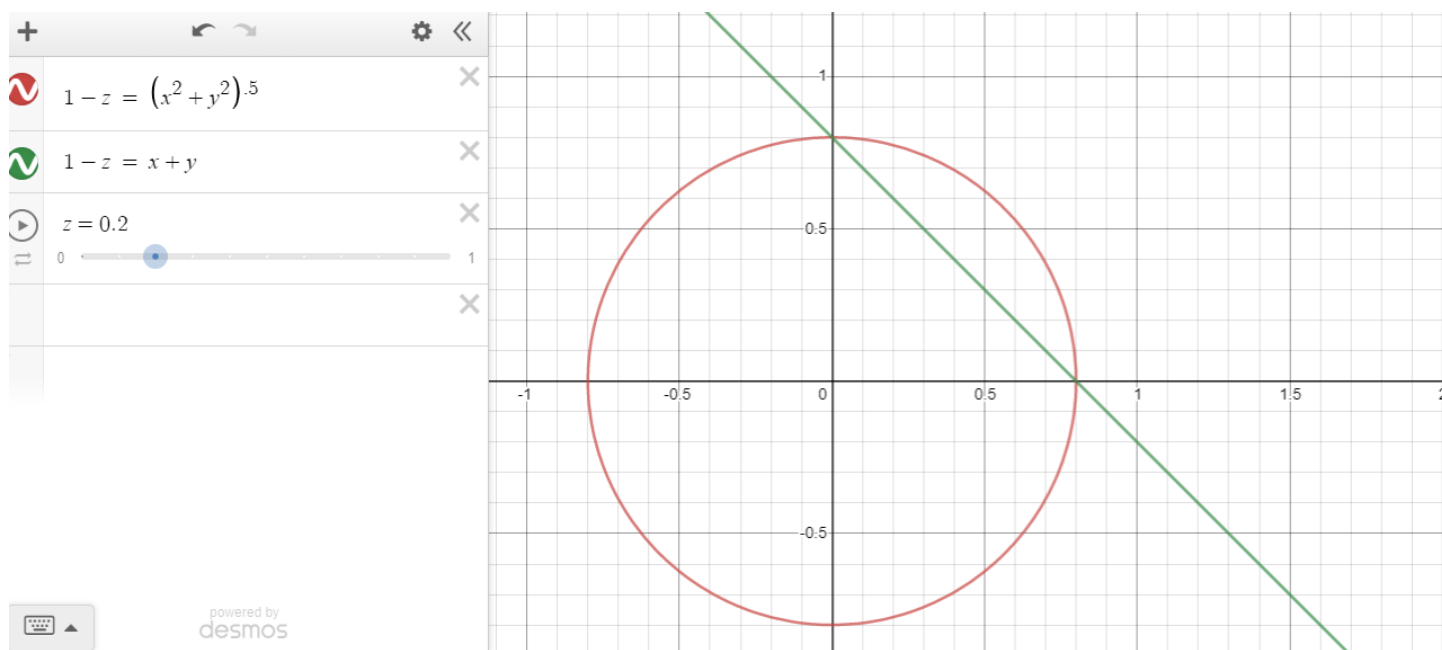 1 − z = (x² + y²)^.5
1 − z = x + y
z = 0.2
0 1
powered by
desmos
1
0.5
-1 -0.5 0 0.5 1 1.5 2
-0.5